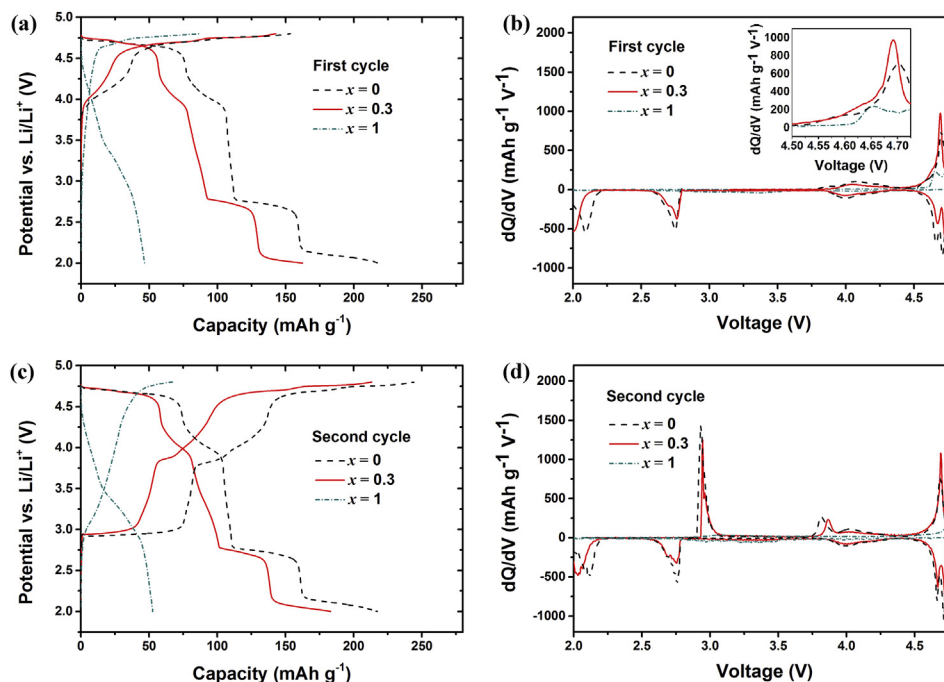 (a)
5.0
4.5
4.0
3.5
3.0
2.5
2.0
Potential vs. Li/Li⁺ (V)
First cycle
x = 0
x = 0.3
x = 1
0 50 100 150 200 250
Capacity (mAh g⁻¹)
(b)
2000
1500
1000
500
0
-500
-1000
dQ/dV (mAh g⁻¹ V⁻¹)
First cycle
x = 0
x = 0.3
x = 1
1000
800
600
400
200
0
dQ/dV (mAh g⁻¹ V⁻¹)
4.50 4.55 4.60 4.65 4.70
Voltage (V)
2.0 2.5 3.0 3.5 4.0 4.5
Voltage (V)
(c)
5.0
4.5
4.0
3.5
3.0
2.5
2.0
Potential vs. Li/Li⁺ (V)
Second cycle
x = 0
x = 0.3
x = 1
0 50 100 150 200 250
Capacity (mAh g⁻¹)
(d)
2000
1500
1000
500
0
-500
-1000
dQ/dV (mAh g⁻¹ V⁻¹)
Second cycle
x = 0
x = 0.3
x = 1
2.0 2.5 3.0 3.5 4.0 4.5
Voltage (V)